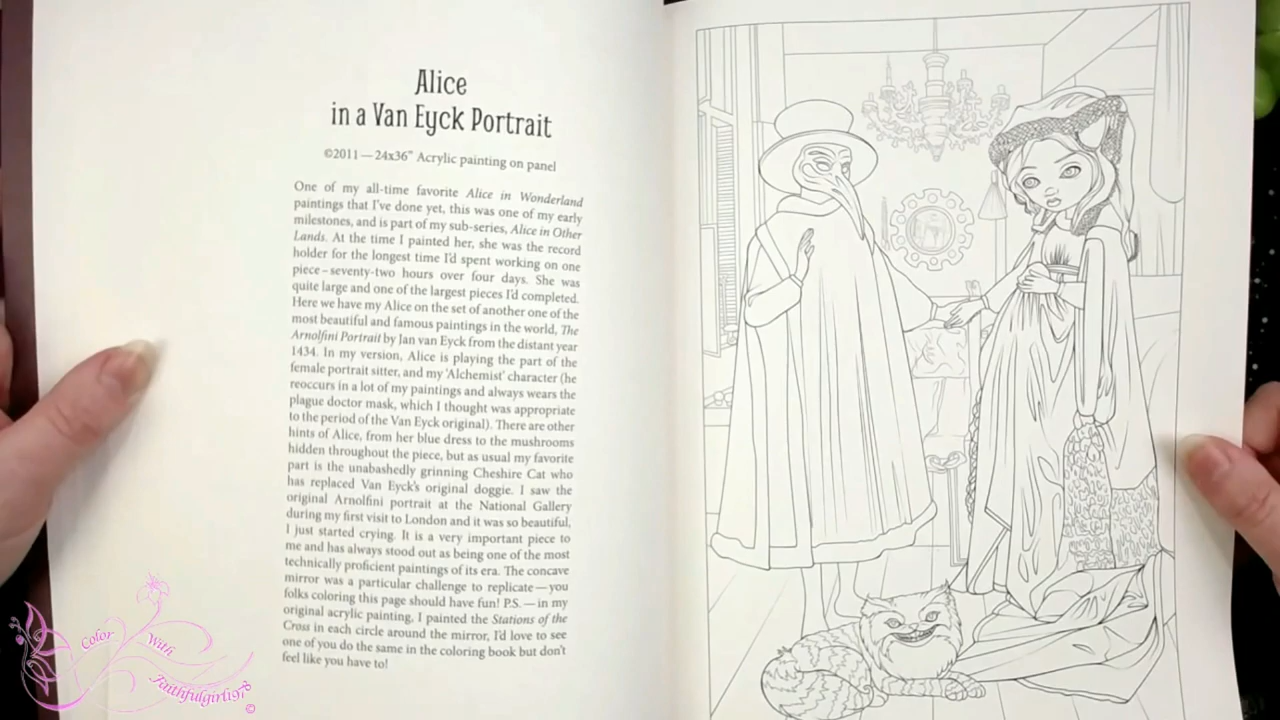 Alice
in a Van Eyck Portrait
©2011—24x36" Acrylic painting on panel
One of my all-time favorite Alice in Wonderland
paintings that I've done yet, this was one of my early
milestones, and is part of my sub-series, Alice in Other
Lands. At the time I painted her, she was the record
holder for the longest time I'd spent working on one
piece–seventy-two hours over four days. She was
quite large and one of the largest pieces I'd completed.
Here we have my Alice on the set of another one of the
most beautiful and famous paintings in the world, The
Arnolfini Portrait by Jan van Eyck from the distant year
1434. In my version, Alice is playing the part of the
female portrait sitter, and my 'Alchemist' character (he
reoccurs in a lot of my paintings and always wears the
plague doctor mask, which I thought was appropriate
to the period of the Van Eyck original). There are other
hints of Alice, from her blue dress to the mushrooms
hidden throughout the piece, but as usual my favorite
part is the unabashedly grinning Cheshire Cat who
has replaced Van Eyck's original doggie. I saw the
original Arnolfini portrait at the National Gallery
during my first visit to London and it was so beautiful,
I just started crying. It is a very important piece to
me and has always stood out as being one of the most
technically proficient paintings of its era. The concave
mirror was a particular challenge to replicate—you
folks coloring this page should have fun! P.S.—in my
original acrylic painting, I painted the Stations of the
Cross in each circle around the mirror, I'd love to see
one of you do the same in the coloring book but don't
feel like you have to!
Color With
Faithfulgirl1978
©